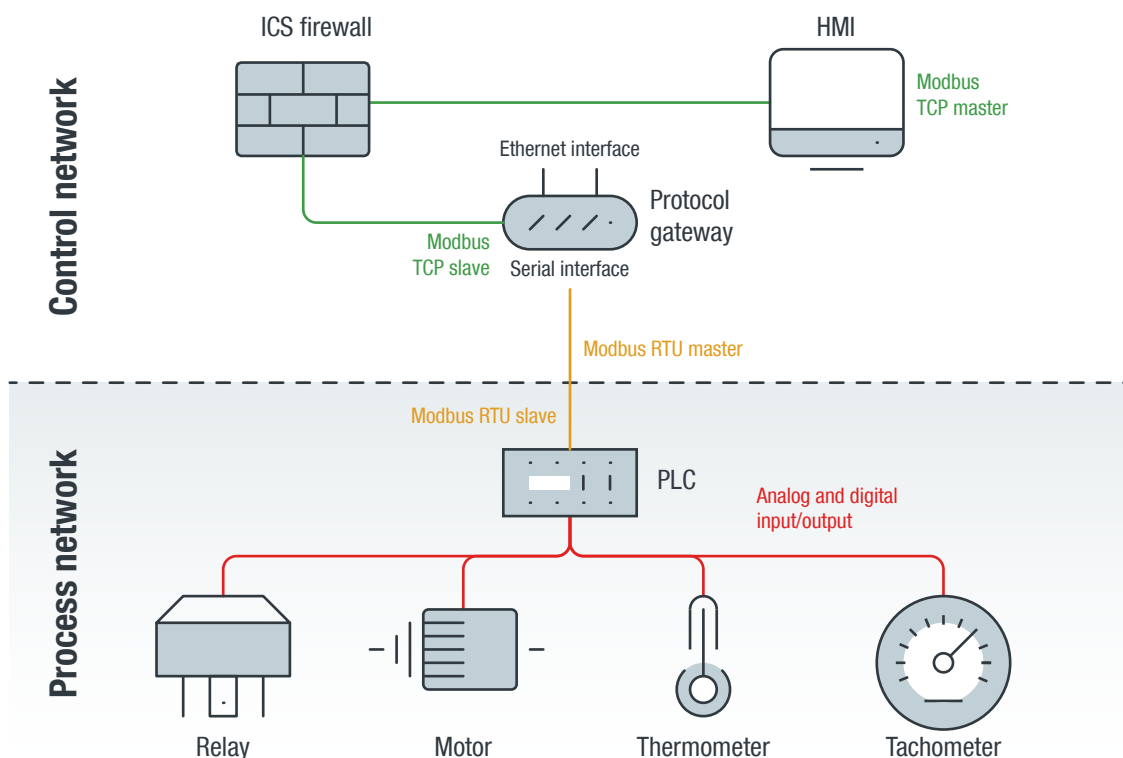 ICS firewall
HMI
Control network
Modbus
TCP master
Ethernet interface
Protocol
gateway
Modbus
TCP slave
Serial interface
Modbus RTU master
Modbus RTU slave
Process network
PLC
Analog and digital
input/output
Relay
Motor
Thermometer
Tachometer